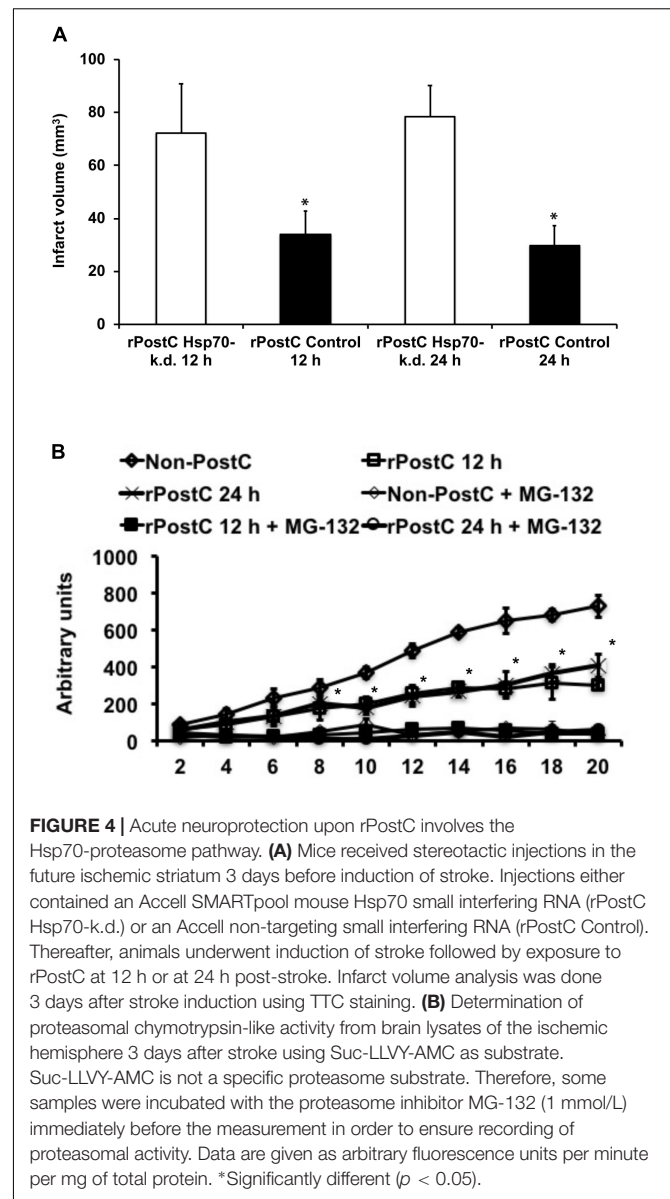 A
100
80
60
40
20
0
Infarct volume (mm³)
*
*
rPostC Hsp70-k.d. 12 h
rPostC Control 12 h
rPostC Hsp70-k.d. 24 h
rPostC Control 24 h
B
Non-PostC
rPostC 12 h
rPostC 24 h
Non-PostC + MG-132
rPostC 12 h + MG-132
rPostC 24 h + MG-132
1000
800
600
400
200
0
Arbitrary units
* * * * * * *
2 4 6 8 10 12 14 16 18 20
FIGURE 4 | Acute neuroprotection upon rPostC involves the
Hsp70-proteasome pathway. (A) Mice received stereotactic injections in the
future ischemic striatum 3 days before induction of stroke. Injections either
contained an Accell SMARTpool mouse Hsp70 small interfering RNA (rPostC
Hsp70-k.d.) or an Accell non-targeting small interfering RNA (rPostC Control).
Thereafter, animals underwent induction of stroke followed by exposure to
rPostC at 12 h or at 24 h post-stroke. Infarct volume analysis was done
3 days after stroke induction using TTC staining. (B) Determination of
proteasomal chymotrypsin-like activity from brain lysates of the ischemic
hemisphere 3 days after stroke using Suc-LLVY-AMC as substrate.
Suc-LLVY-AMC is not a specific proteasome substrate. Therefore, some
samples were incubated with the proteasome inhibitor MG-132 (1 mmol/L)
immediately before the measurement in order to ensure recording of
proteasomal activity. Data are given as arbitrary fluorescence units per minute
per mg of total protein. *Significantly different (p < 0.05).